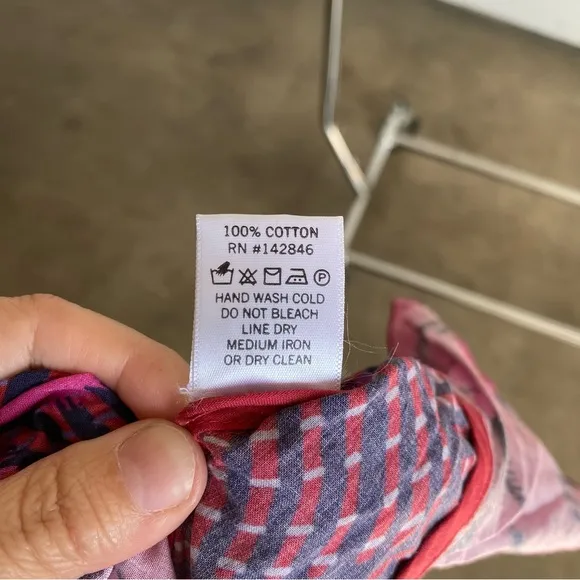 100% COTTON
RN #142846
P
HAND WASH COLD
DO NOT BLEACH
LINE DRY
MEDIUM IRON
OR DRY CLEAN